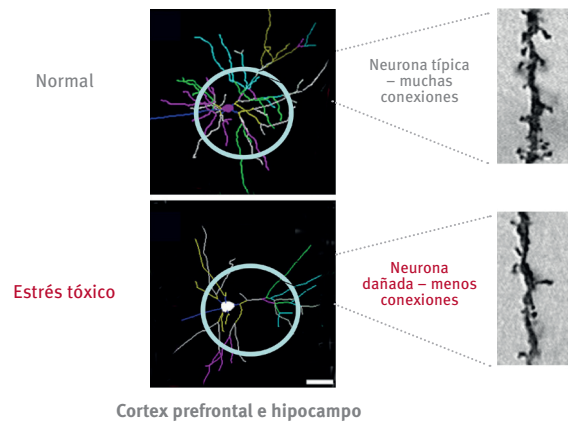 Normal
Neurona típica
– muchas
conexiones
Estrés tóxico
Neurona
dañada – menos
conexiones
Cortex prefrontal e hipocampo